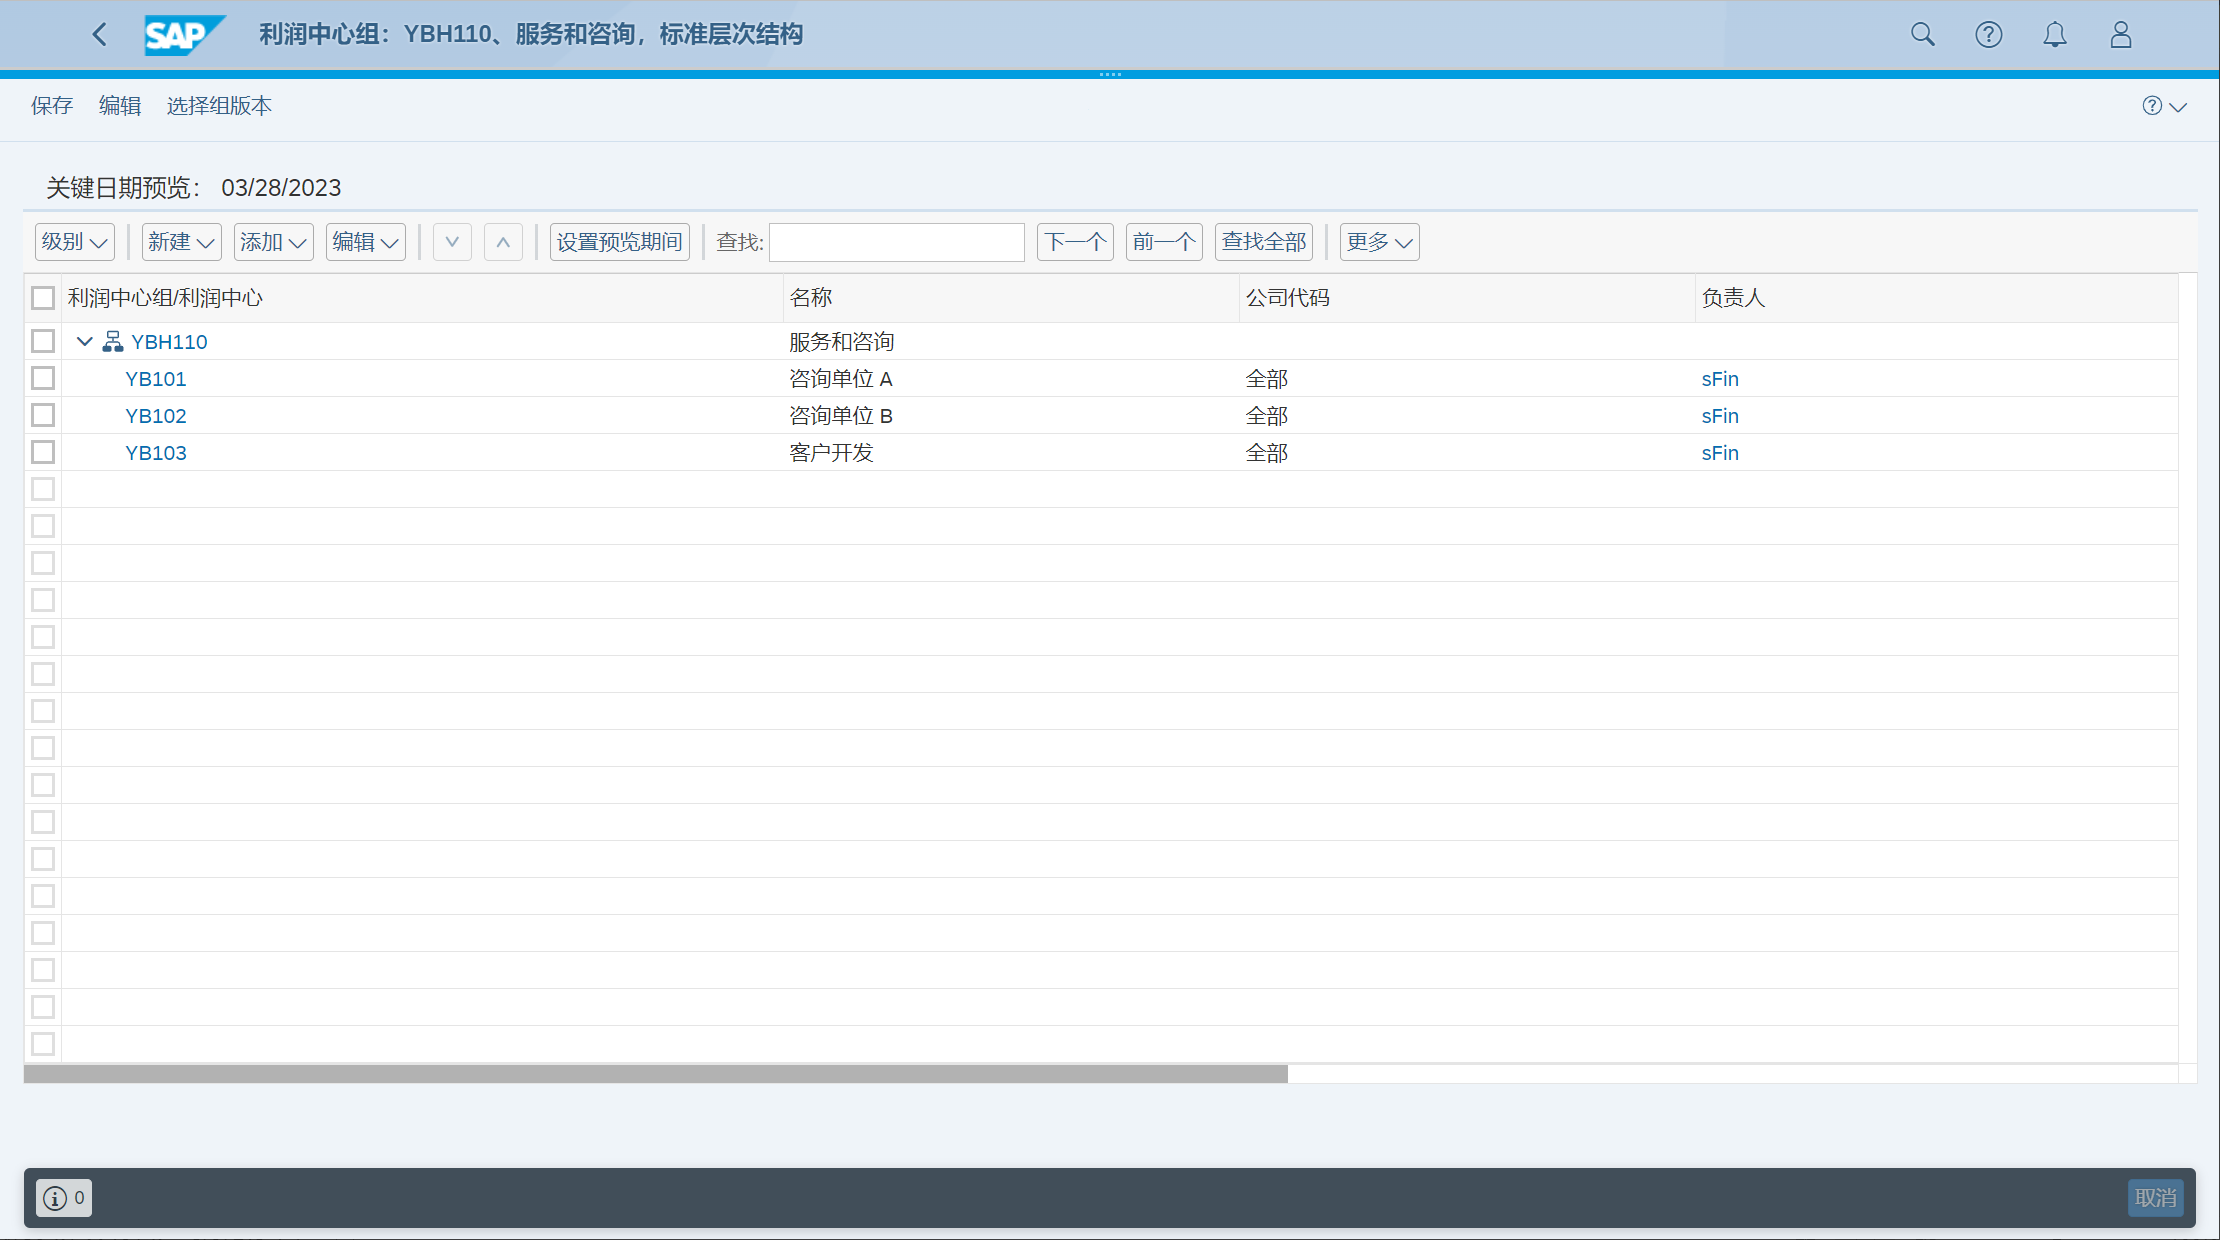 SAP 利润中心组：YBH110、服务和咨询，标准层次结构
保存 编辑 选择组版本
关键日期预览： 03/28/2023
级别 新建 添加 编辑 设置预览期间 查找: 下一个 前一个 查找全部 更多
利润中心组/利润中心 名称 公司代码 负责人
YBH110 服务和咨询
YB101 咨询单位 A 全部 sFin
YB102 咨询单位 B 全部 sFin
YB103 客户开发 全部 sFin
0 取消